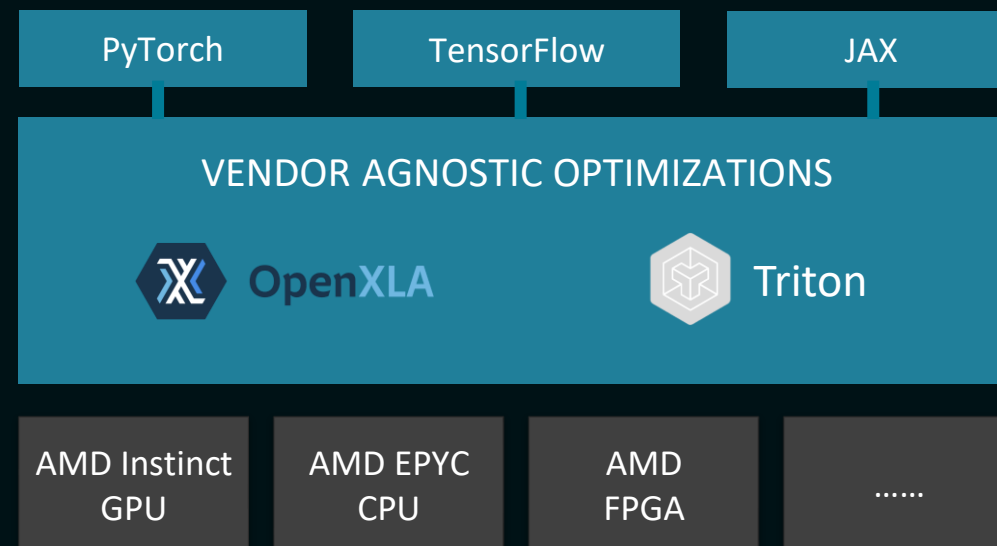 PyTorch
TensorFlow
JAX
VENDOR AGNOSTIC OPTIMIZATIONS
OpenXLA
Triton
AMD Instinct
GPU
AMD EPYC
CPU
AMD
FPGA
......